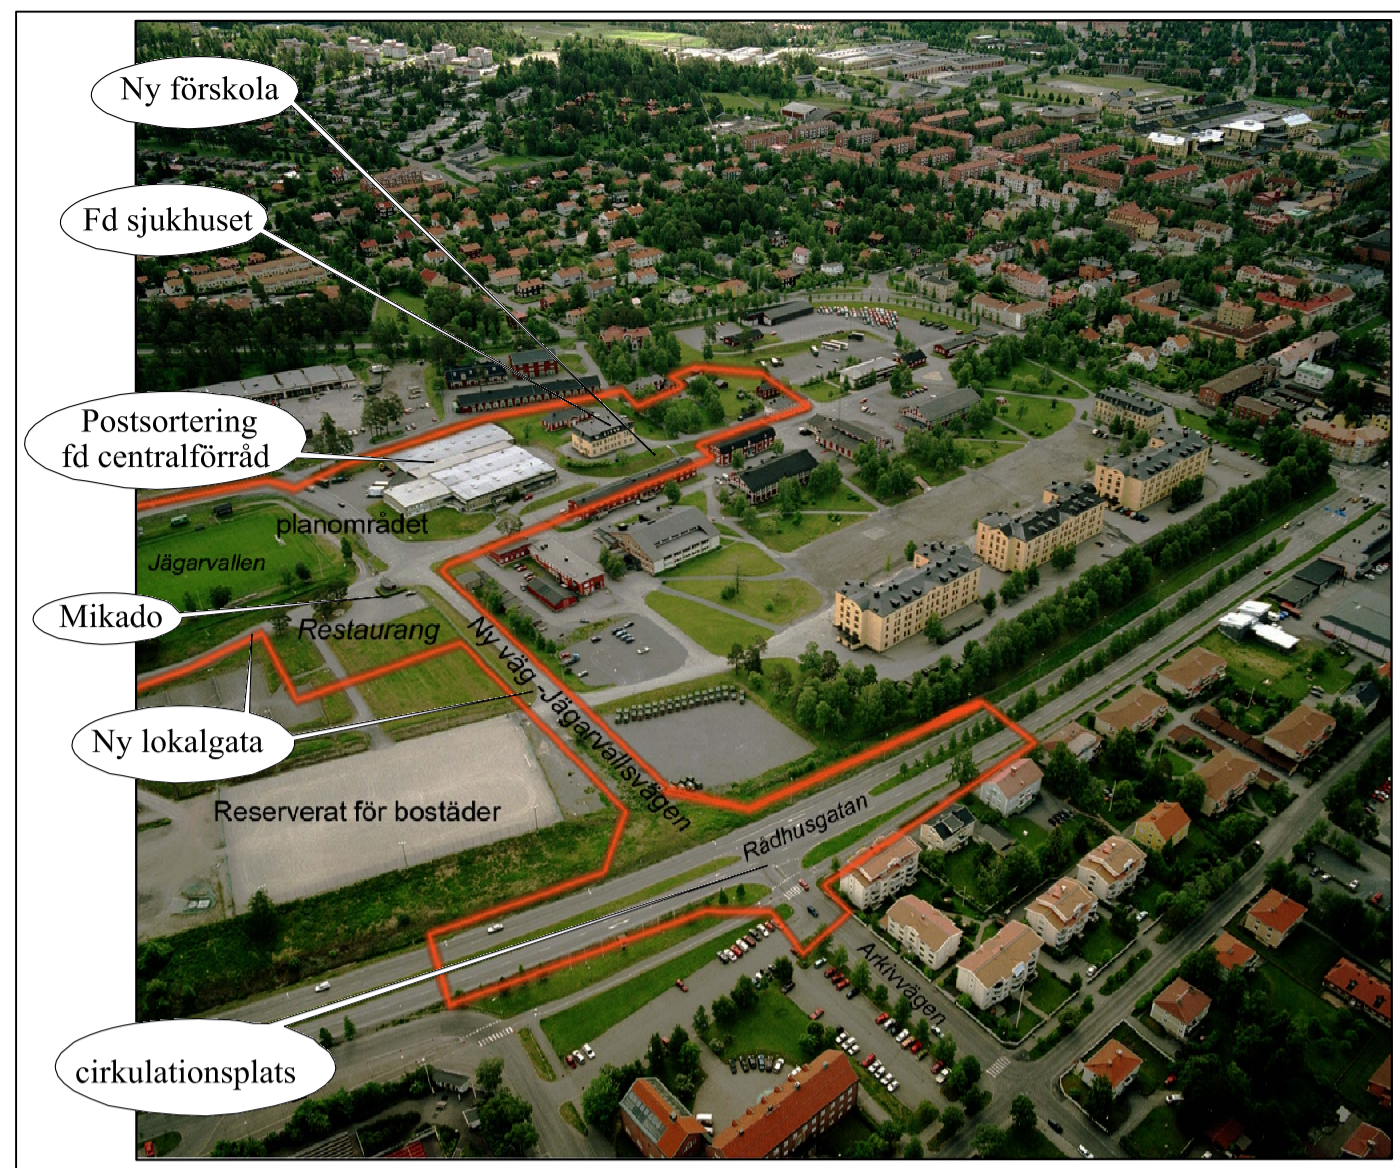 Ny förskola
Fd sjukhuset
Postsortering
fd centralförråd
planområdet
Jägarvallen
Mikado
Restaurang
Ny väg -Jägarvallsvägen
Ny lokalgata
Reserverat för bostäder
Rådhusgatan
Arkivvägen
cirkulationsplats